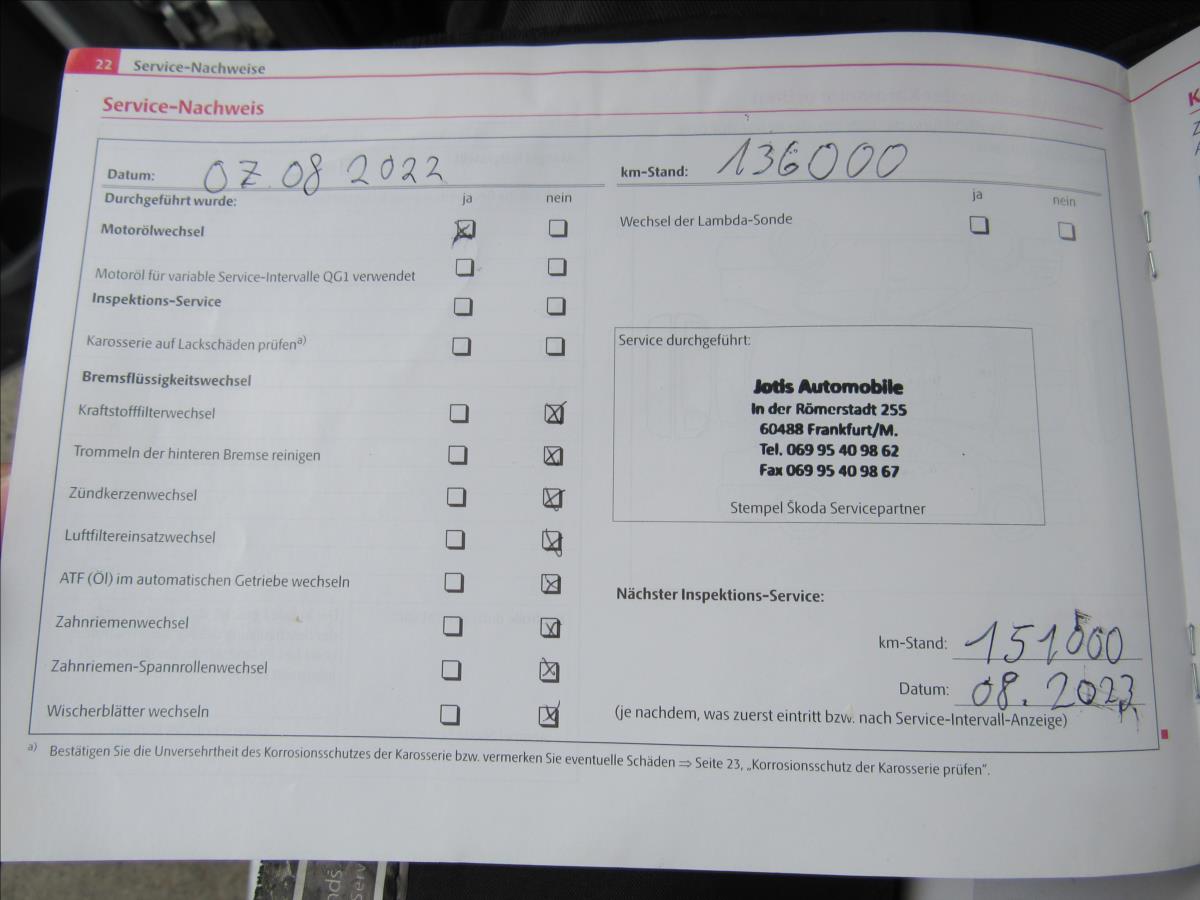 22 Service-Nachweise
Service-Nachweis
Datum: 07.08 2022
km-Stand: 136000
Durchgeführt wurde: ja nein
ja nein
Motorölwechsel
Wechsel der Lambda-Sonde
Motoröl für variable Service-Intervalle QG1 verwendet
Inspektions-Service
Karosserie auf Lackschäden prüfen a)
Bremsflüssigkeitswechsel
Kraftstofffilterwechsel
Trommeln der hinteren Bremse reinigen
Zündkerzenwechsel
Luftfiltereinsatzwechsel
ATF (Öl) im automatischen Getriebe wechseln
Zahnriemenwechsel
Zahnriemen-Spannrollenwechsel
Wischerblätter wechseln
Service durchgeführt:
Jotis Automobile
In der Römerstadt 255
60488 Frankfurt/M.
Tel. 069 95 40 98 62
Fax 069 95 40 98 67
Stempel Škoda Servicepartner
Nächster Inspektions-Service:
km-Stand: 151000
Datum: 08. 2023
(je nachdem, was zuerst eintritt bzw. nach Service-Intervall-Anzeige)
a) Bestätigen Sie die Unversehrtheit des Korrosionsschutzes der Karosserie bzw. vermerken Sie eventuelle Schäden ⇒ Seite 23, „Korrosionsschutz der Karosserie prüfen“.